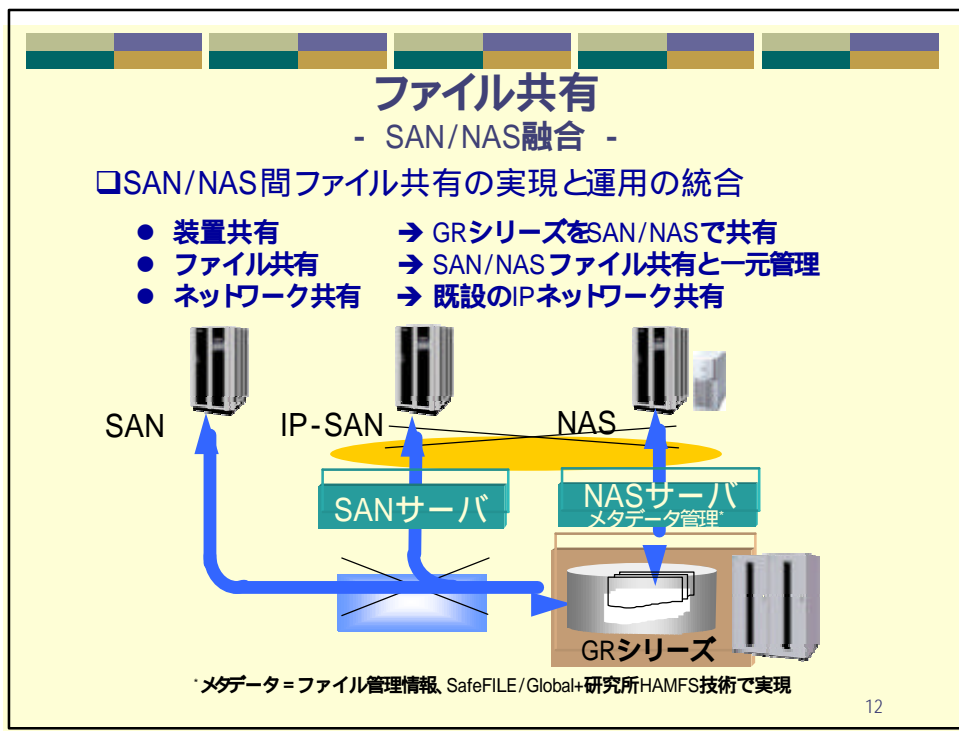 ファイル共有
- SAN/NAS融合 -
❑SAN/NAS間ファイル共有の実現と運用の統合
● 装置共有 ➔ GRシリーズをSAN/NASで共有
● ファイル共有 ➔ SAN/NASファイル共有と一元管理
● ネットワーク共有 ➔ 既設のIPネットワーク共有
SAN IP-SAN NAS
SANサーバ
NASサーバ
メタデータ管理*
GRシリーズ
*メタデータ=ファイル管理情報、SafeFILE/Global+研究所HAMFS技術で実現
12